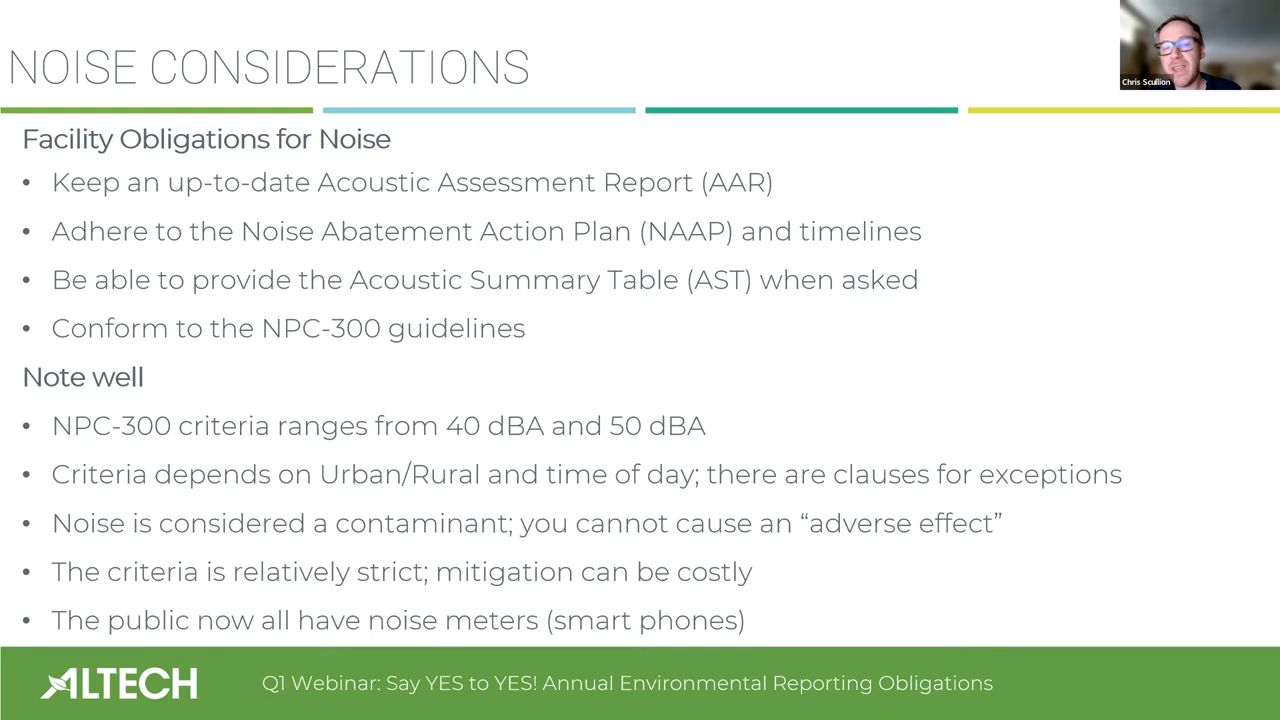 NOISE CONSIDERATIONS
Chris Scullion
Facility Obligations for Noise
• Keep an up-to-date Acoustic Assessment Report (AAR)
• Adhere to the Noise Abatement Action Plan (NAAP) and timelines
• Be able to provide the Acoustic Summary Table (AST) when asked
• Conform to the NPC-300 guidelines
Note well
• NPC-300 criteria ranges from 40 dBA and 50 dBA
• Criteria depends on Urban/Rural and time of day; there are clauses for exceptions
• Noise is considered a contaminant; you cannot cause an “adverse effect”
• The criteria is relatively strict; mitigation can be costly
• The public now all have noise meters (smart phones)
ALTECH
Q1 Webinar: Say YES to YES! Annual Environmental Reporting Obligations